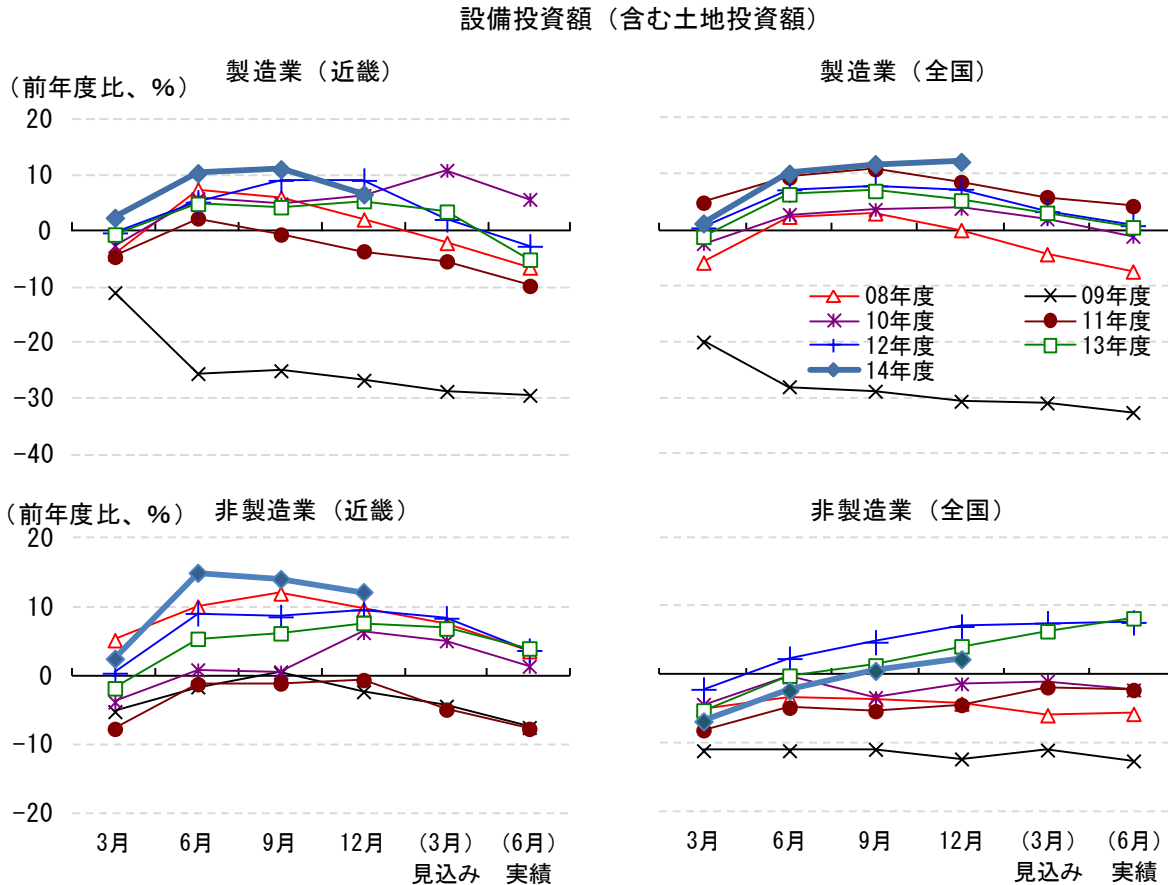 設備投資額（含む土地投資額）
製造業（近畿）
製造業（全国）
（前年度比、%）
20
10
0
-10
-20
-30
-40
08年度
09年度
10年度
11年度
12年度
13年度
14年度
（前年度比、%）
非製造業（近畿）
非製造業（全国）
20
10
0
-10
-20
3月 6月 9月 12月 （3月） （6月）
見込み 実績
3月 6月 9月 12月 （3月） （6月）
見込み 実績